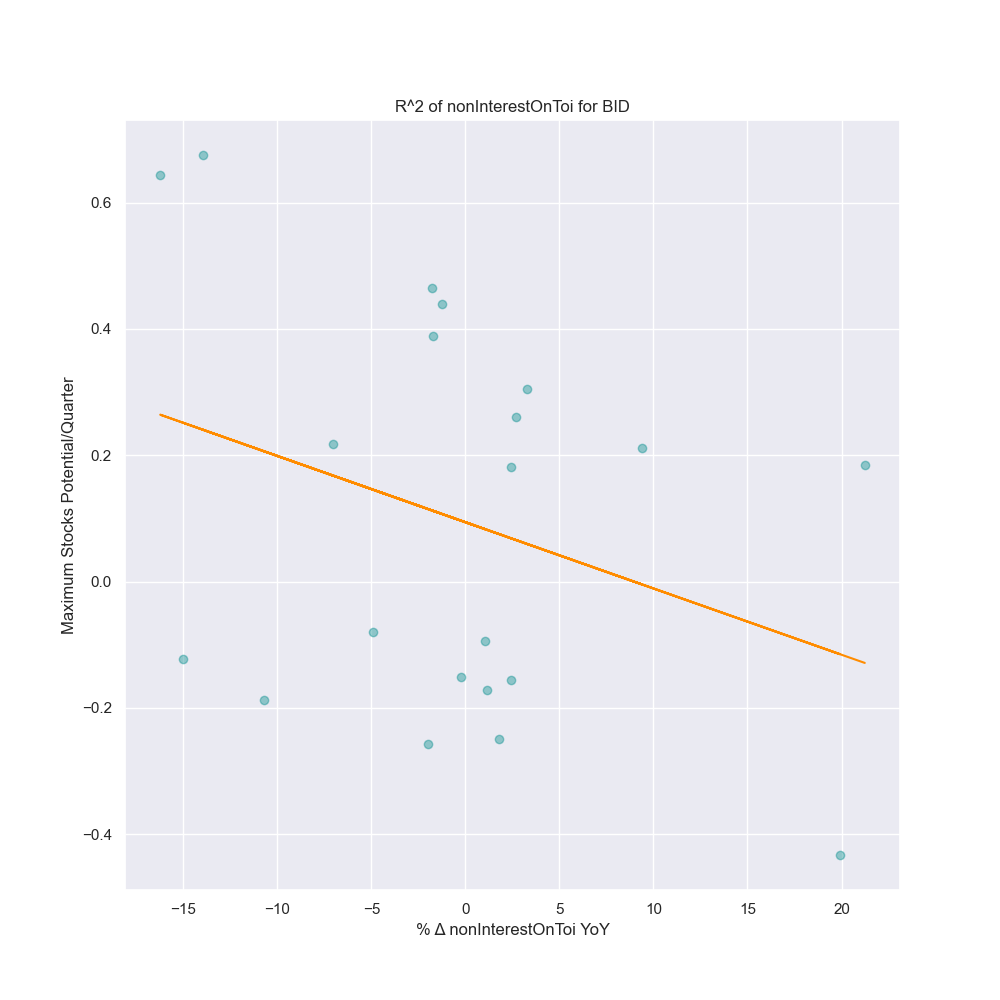 R^2 of nonInterestOnToi for BID
Maximum Stocks Potential/Quarter
0.6
0.4
0.2
0.0
−0.2
−0.4
−15 −10 −5 0 5 10 15 20
% Δ nonInterestOnToi YoY